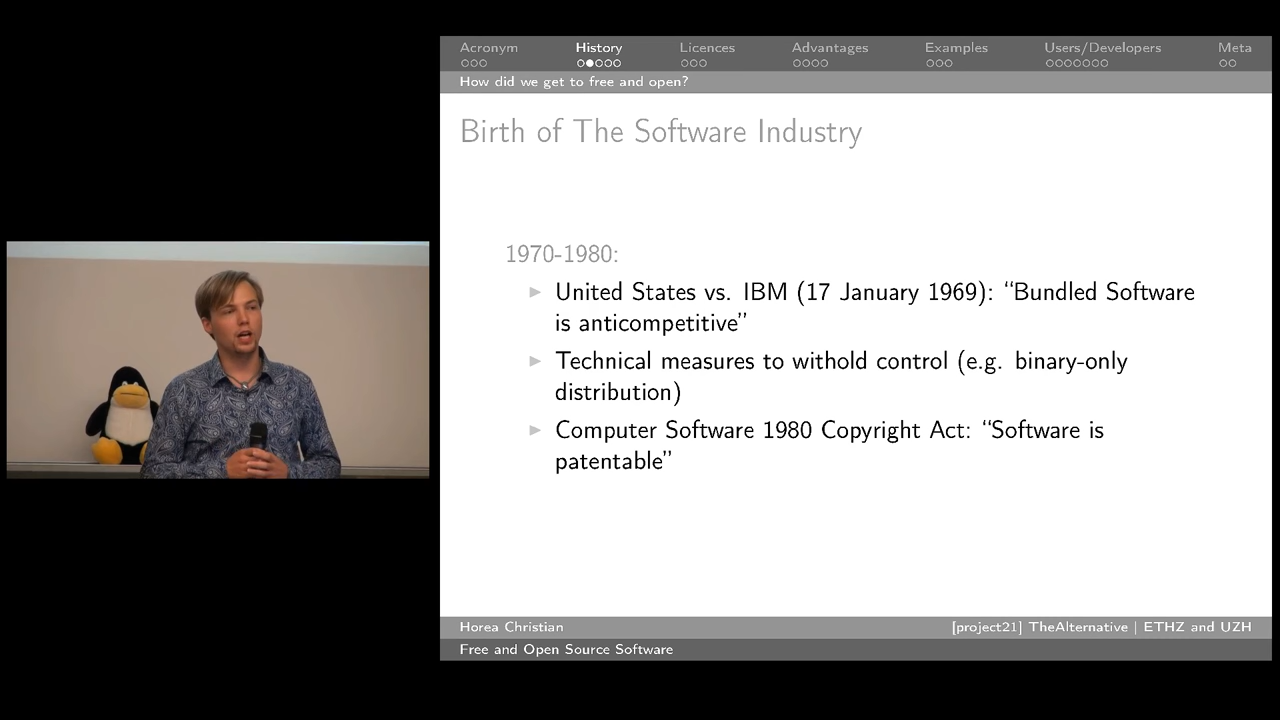 Acronym History Licences Advantages Examples Users/Developers Meta
How did we get to free and open?
Birth of The Software Industry
1970-1980:
United States vs. IBM (17 January 1969): “Bundled Software
is anticompetitive”
Technical measures to withold control (e.g. binary-only
distribution)
Computer Software 1980 Copyright Act: “Software is
patentable”
Horea Christian [project21] TheAlternative | ETHZ and UZH
Free and Open Source Software